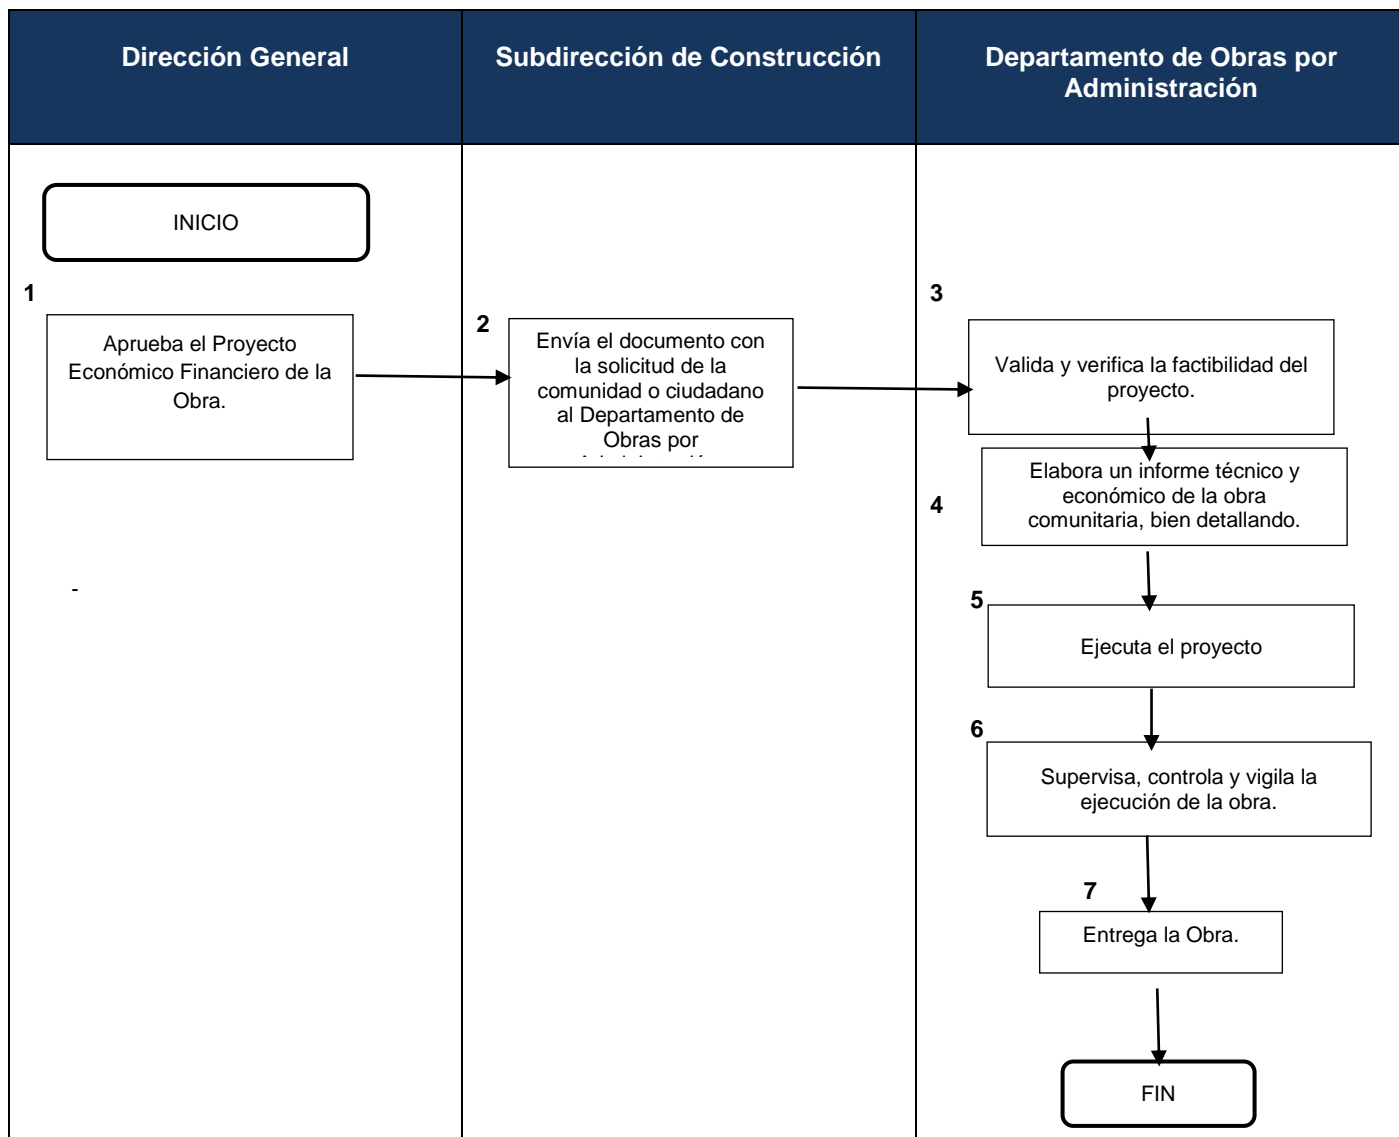 Dirección General
Subdirección de Construcción
Departamento de Obras por
Administración
INICIO
1
Aprueba el Proyecto
Económico Financiero de la
Obra.
-
2
Envía el documento con
la solicitud de la
comunidad o ciudadano
al Departamento de
Obras por
3
Valida y verifica la factibilidad del
proyecto.
4
Elabora un informe técnico y
económico de la obra
comunitaria, bien detallando.
5
Ejecuta el proyecto
6
Supervisa, controla y vigila la
ejecución de la obra.
7
Entrega la Obra.
FIN